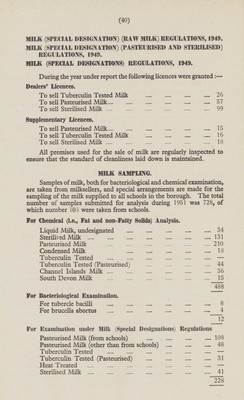 (40)
MILK (SPECIAL DESIGNATION) (RAW MILK) REGULATIONS, 1949.
MILK (SPECIAL DESIGNATION) (PASTEURISED AND STERILISED)
REGULATIONS, 1949.
MILK (SPECIAL DESIGNATIONS) REGULATIONS, 1949.
During the year under report the following licences were granted :—
Dealers' Licences.
To sell Tuberculin Tested Milk ... ... ... ... 26
To sell Pasteurised Milk... ... ... ... ... 57
To sell Sterilised Milk ... ... ... ... ... 99
Supplementary Licences.
To sell Pasteurised Milk... ... ... ... ... 15
To sell Tuberculin Tested Milk ... ... ... ... 16
To sell Sterilised Milk ... ... ... ... ... 18
All premises used for the sale of milk are regularly inspected to
ensure that the standard of cleanliness laid down is maintained.
MILK SAMPLING.
Samples of milk, both for bacteriological and chemical examination,
are taken from milksellers, and special arrangements are made for the
sampling of the milk supplied to all schools in the borough. The total
number of samples submitted for analysis during 1951 was 728, of
which number were taken from schools.
For Chemical (i.e., Fat and non-Fatty Solids) Analysis.
Liquid Milk, undesignated ... ... ... ... 54
Sterilised Milk ... ... ... ... ... 131
Pasteurised Milk ... ... ... ... ... 210
Condensed Milk ... ... ... ... ... 18
Tuberculin Tested ... ... ... ... ... —
Tuberculin Tested (Pasteurised) ... ... ... ... 44
Channel Islands Milk ... ... ... ... ... 36
South Devon Milk ... ... ... ... ... 15
488
For Bacteriological Examination.
For tubercle bacilli ... ... ... ... ... 8
For brucella abortus ... ... ... ... ... 4
12
For Examination under Milk (Special Designations) Regulations
Pasteurised Milk (from schools) ... ... ... 108
Pasteurised Milk (other than from schools) ... ... 48
Tuberculin Tested ... ... ... ... ... —
Tuberculin Tested (Pasteurised) ... ... ... ... 31
Heat Treated ... ... ... ... ... —
Sterilised Milk ... ... ... ... ... 41
228